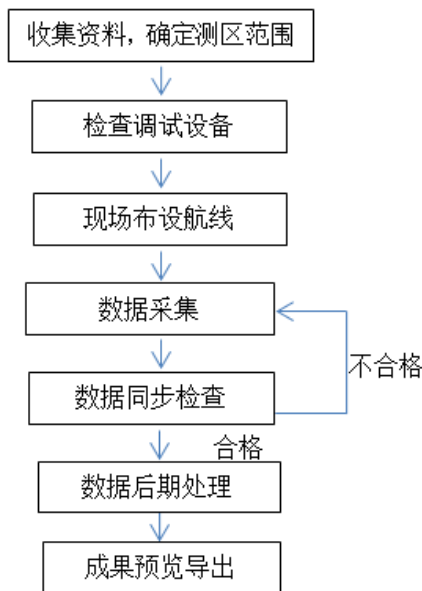 收集资料，确定测区范围
检查调试设备
现场布设航线
数据采集
不合格
数据同步检查
合格
数据后期处理
成果预览导出